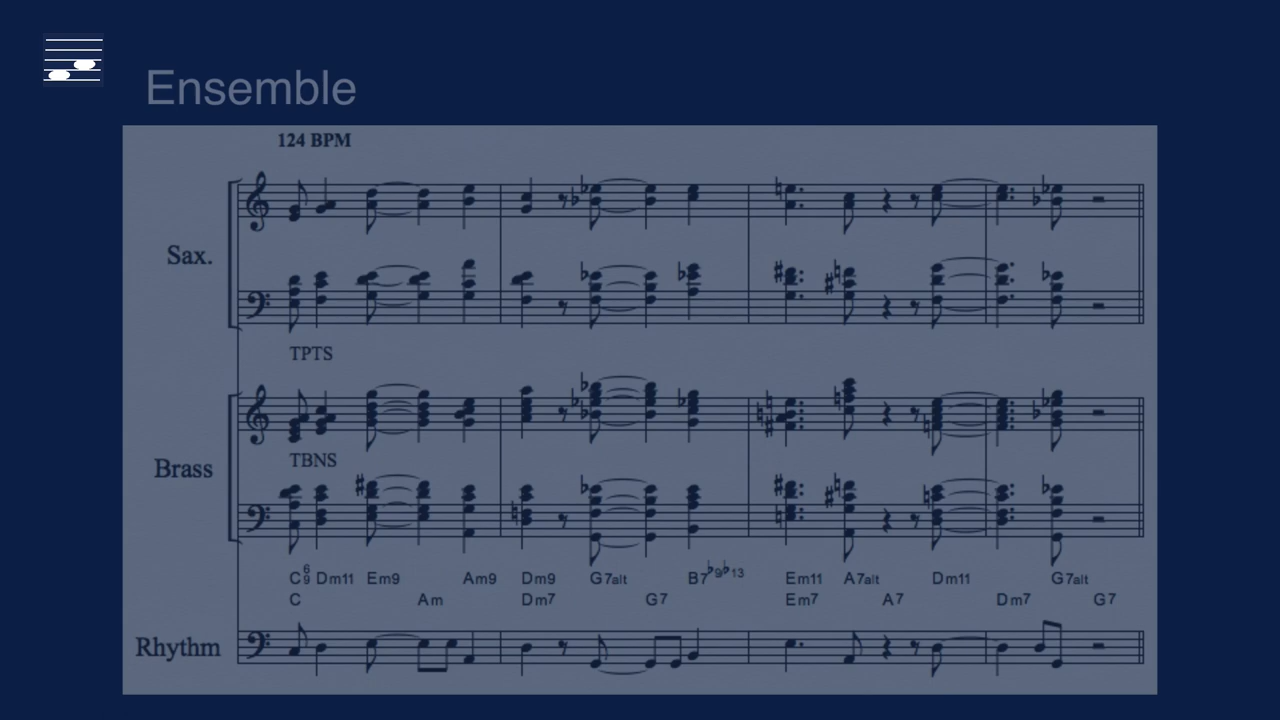 Ensemble
124 BPM
Sax.
TPTS
Brass
TBNS
C6/9 Dm11 Em9 Am9 Dm9 G7alt B7♭9♭13 Em11 A7alt Dm11 G7alt
C Am Dm7 G7 Em7 A7 Dm7 G7
Rhythm